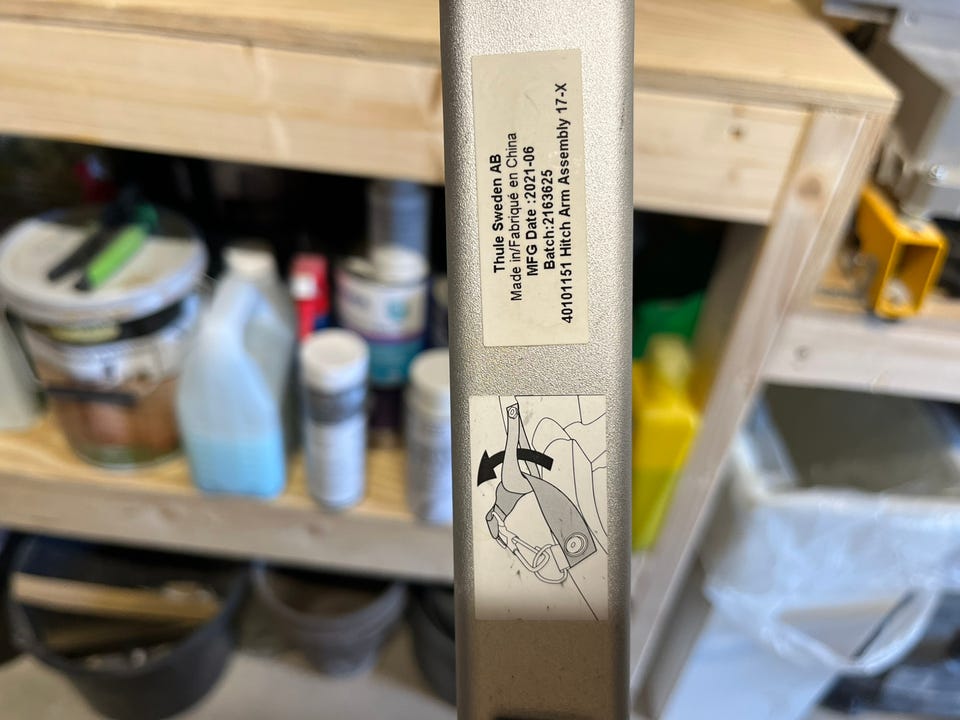 Thule Sweden AB
Made in/Fabriqué en China
MFG Date :2021-06
Batch:2163625
40101151 Hitch Arm Assembly 17-X